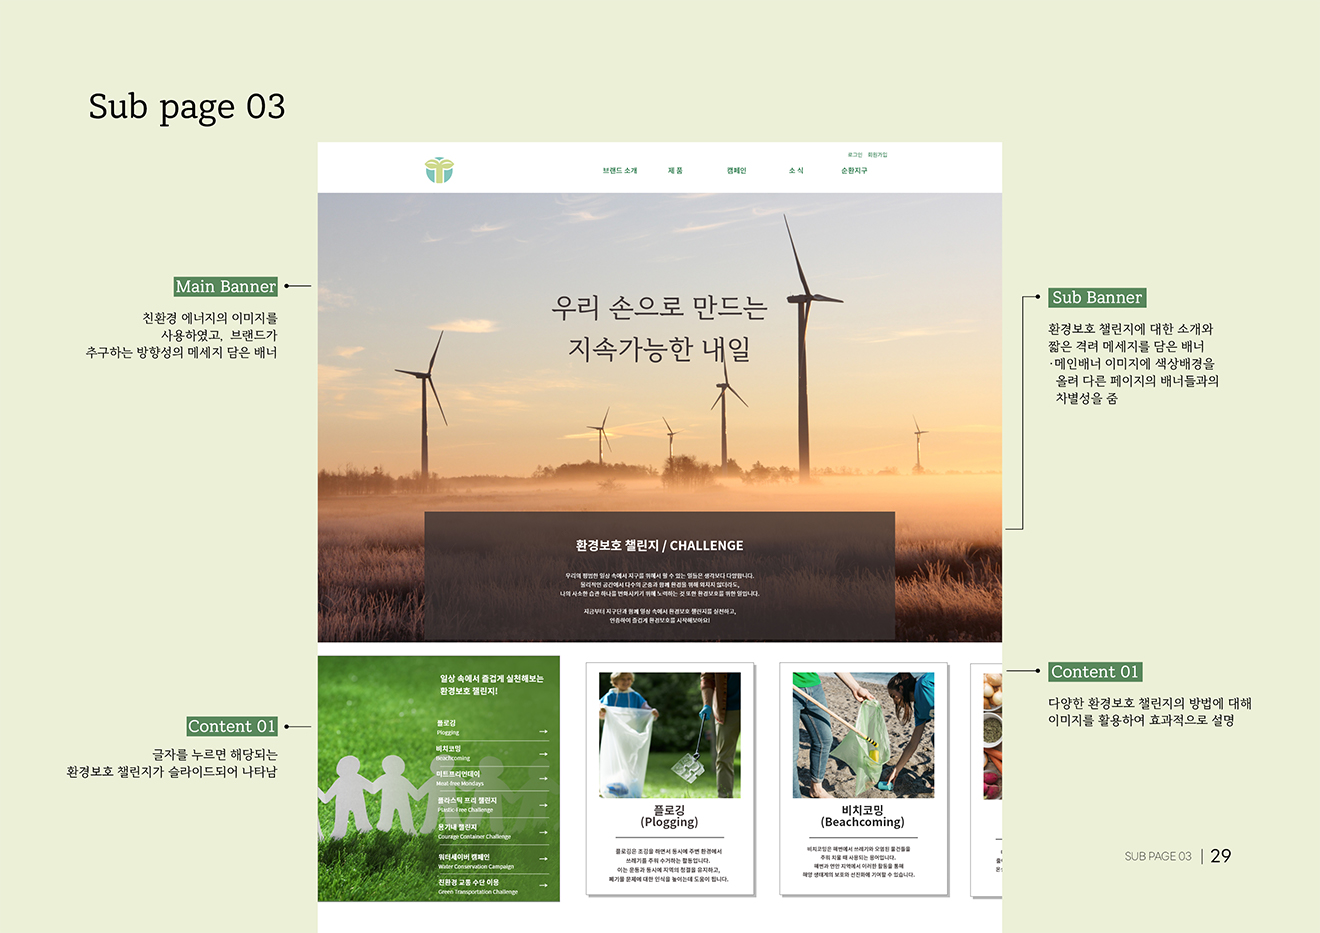 Sub page 03
로그인 회원가입
브랜드 소개 제 품 캠페인 소 식 순환지구
우리 손으로 만드는
지속가능한 내일
Main Banner
친환경 에너지의 이미지를
사용하였고, 브랜드가
추구하는 방향성의 메세지 담은 배너
Sub Banner
환경보호 챌린지에 대한 소개와
짧은 격려 메세지를 담은 배너
·메인배너 이미지에 색상배경을
올려 다른 페이지의 배너들과의
차별성을 줌
환경보호 챌린지 / CHALLENGE
우리의 평범한 일상 속에서 지구를 위해서 할 수 있는 일들은 생각보다 다양합니다.
물리적인 공간에서 다수의 군중과 함께 환경을 위해 외치지 않더라도,
나의 사소한 습관 하나를 변화시키기 위해 노력하는 것 또한 환경보호를 위한 일입니다.
지금부터 지구단과 함께 일상 속에서 환경보호 챌린지를 실천하고,
인증하여 즐겁게 환경보호를 시작해보아요!
Content 01
글자를 누르면 해당되는
환경보호 챌린지가 슬라이드되어 나타남
일상 속에서 즐겁게 실천해보는
환경보호 챌린지!
플로깅
Plogging
비치코밍
Beachcoming
미트프리먼데이
Meat-free Mondays
플라스틱 프리 챌린지
Plastic-Free Challenge
용기내 챌린지
Courage Container Challenge
워터세이버 캠페인
Water Conservation Campaign
친환경 교통 수단 이용
Green Transportation Challenge
플로깅
(Plogging)
플로깅은 조깅을 하면서 동시에 주변 환경에서
쓰레기를 주워 수거하는 활동입니다.
이는 운동과 동시에 지역의 청결을 유지하고,
폐기물 문제에 대한 인식을 높이는데 도움이 됩니다.
비치코밍
(Beachcoming)
비치코밍은 해변에서 쓰레기와 오염된 물건들을
주워 치울 때 사용되는 용어입니다.
해변과 연안 지역에서 이러한 활동을 통해
해양 생태계의 보호와 선진화에 기여할 수 있습니다.
Content 01
다양한 환경보호 챌린지의 방법에 대해
이미지를 활용하여 효과적으로 설명
SUB PAGE 03 | 29